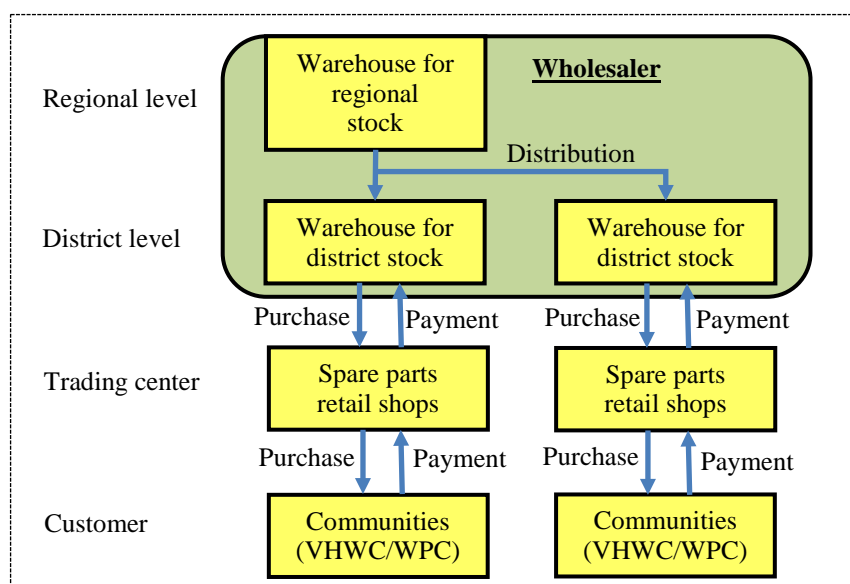 Warehouse for
regional
stock
Wholesaler
Regional level
Distribution
District level
Warehouse for
district stock
Warehouse for
district stock
Purchase
Payment
Purchase
Payment
Trading center
Spare parts
retail shops
Spare parts
retail shops
Purchase
Payment
Purchase
Payment
Customer
Communities
(VHWC/WPC)
Communities
(VHWC/WPC)